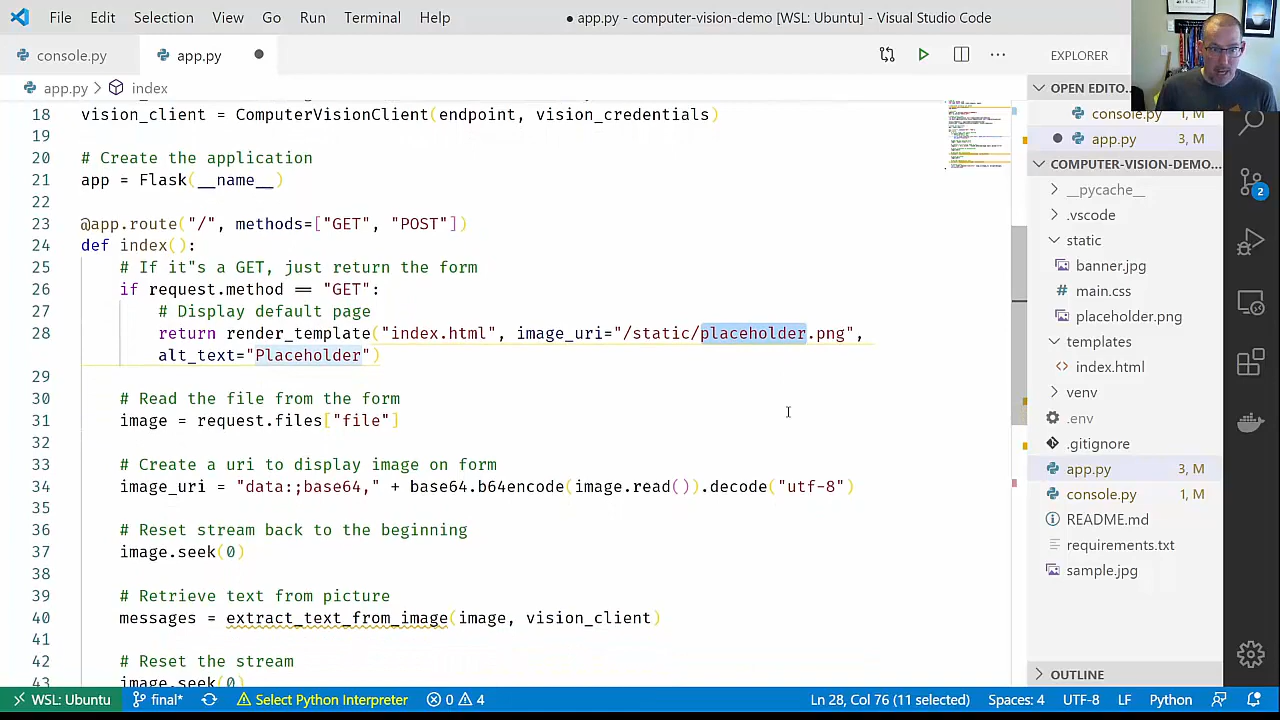 File Edit Selection View Go Run Terminal Help ● app.py - computer-vision-demo [WSL: Ubuntu] - Visual Studio Code
console.py app.py ●
app.py > index
18 vision_client = ComputerVisionClient(endpoint, vision_credentials)
19
20 create the application
21 app = Flask(__name__)
22
23 @app.route("/", methods=["GET", "POST"])
24 def index():
25 # If it"s a GET, just return the form
26 if request.method == "GET":
27 # Display default page
28 return render_template("index.html", image_uri="/static/placeholder.png",
alt_text="Placeholder")
29
30 # Read the file from the form
31 image = request.files["file"]
32
33 # Create a uri to display image on form
34 image_uri = "data:;base64," + base64.b64encode(image.read()).decode("utf-8")
35
36 # Reset stream back to the beginning
37 image.seek(0)
38
39 # Retrieve text from picture
40 messages = extract_text_from_image(image, vision_client)
41
42 # Reset the stream
43 image.seek(0)
EXPLORER
OPEN EDITO...
console.py 1, M
● app.py 3, M
COMPUTER-VISION-DEMO...
__pycache__
.vscode
static
banner.jpg
main.css
placeholder.png
templates
index.html
venv
.env
.gitignore
app.py 3, M
console.py 1, M
README.md
requirements.txt
sample.jpg
OUTLINE
2
WSL: Ubuntu final* Select Python Interpreter 0 4 Ln 28, Col 76 (11 selected) Spaces: 4 UTF-8 LF Python